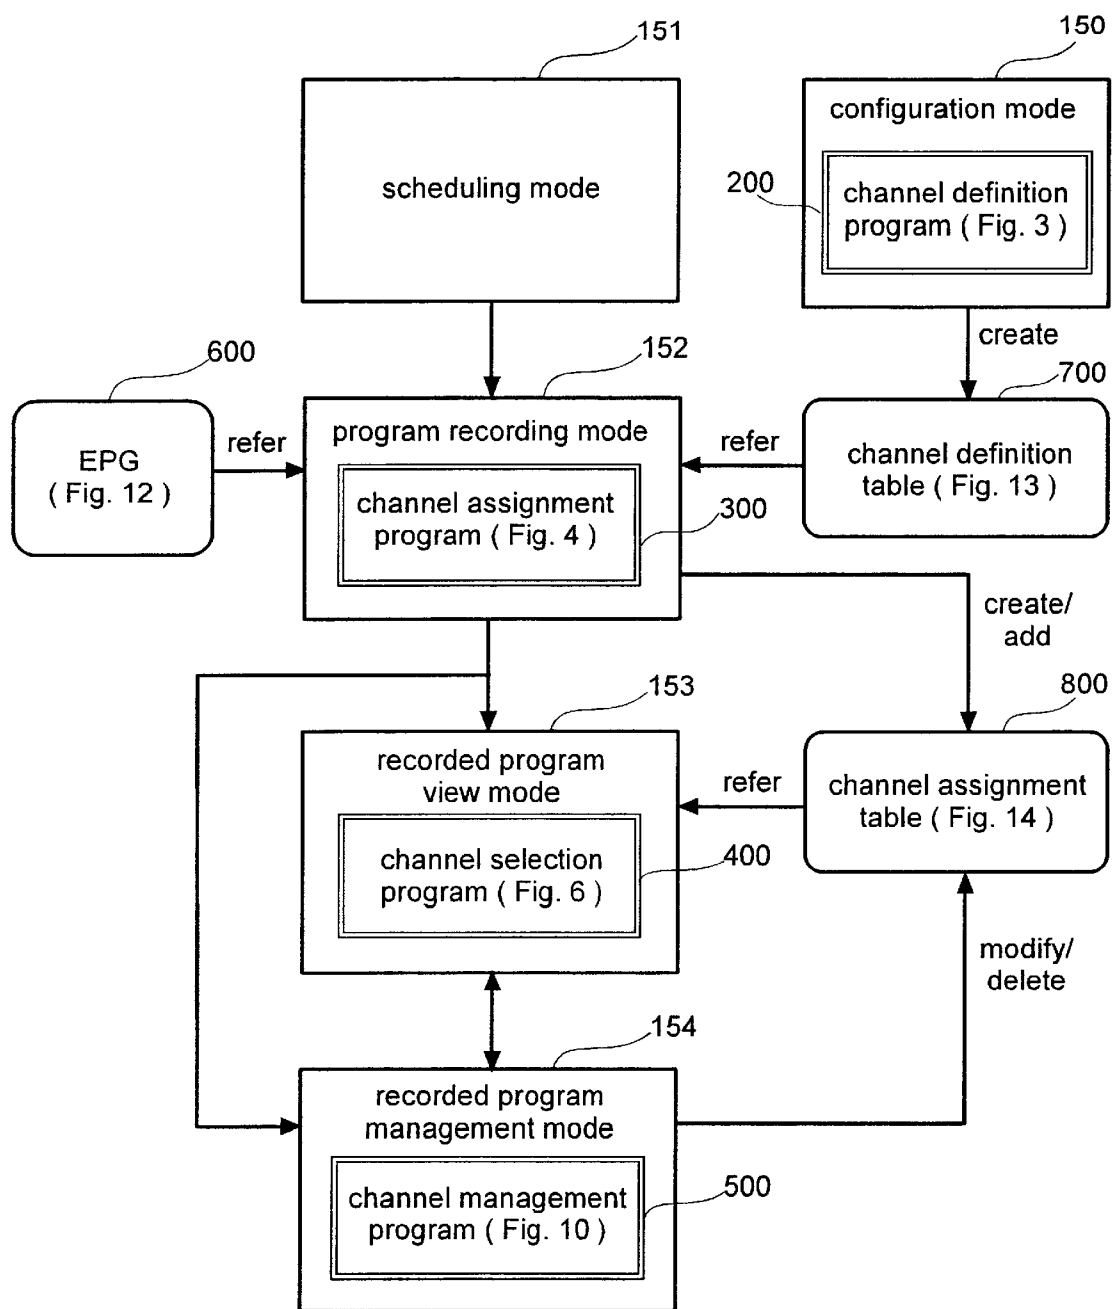 151
150
scheduling mode
configuration mode
200
channel definition
program ( Fig. 3 )
create
600
152
700
EPG
( Fig. 12 )
refer
program recording mode
refer
channel definition
table ( Fig. 13 )
channel assignment
program ( Fig. 4 )
300
create/
add
153
800
recorded program
view mode
refer
channel assignment
table ( Fig. 14 )
channel selection
program ( Fig. 6 )
400
modify/
delete
154
recorded program
management mode
channel management
program ( Fig. 10 )
500